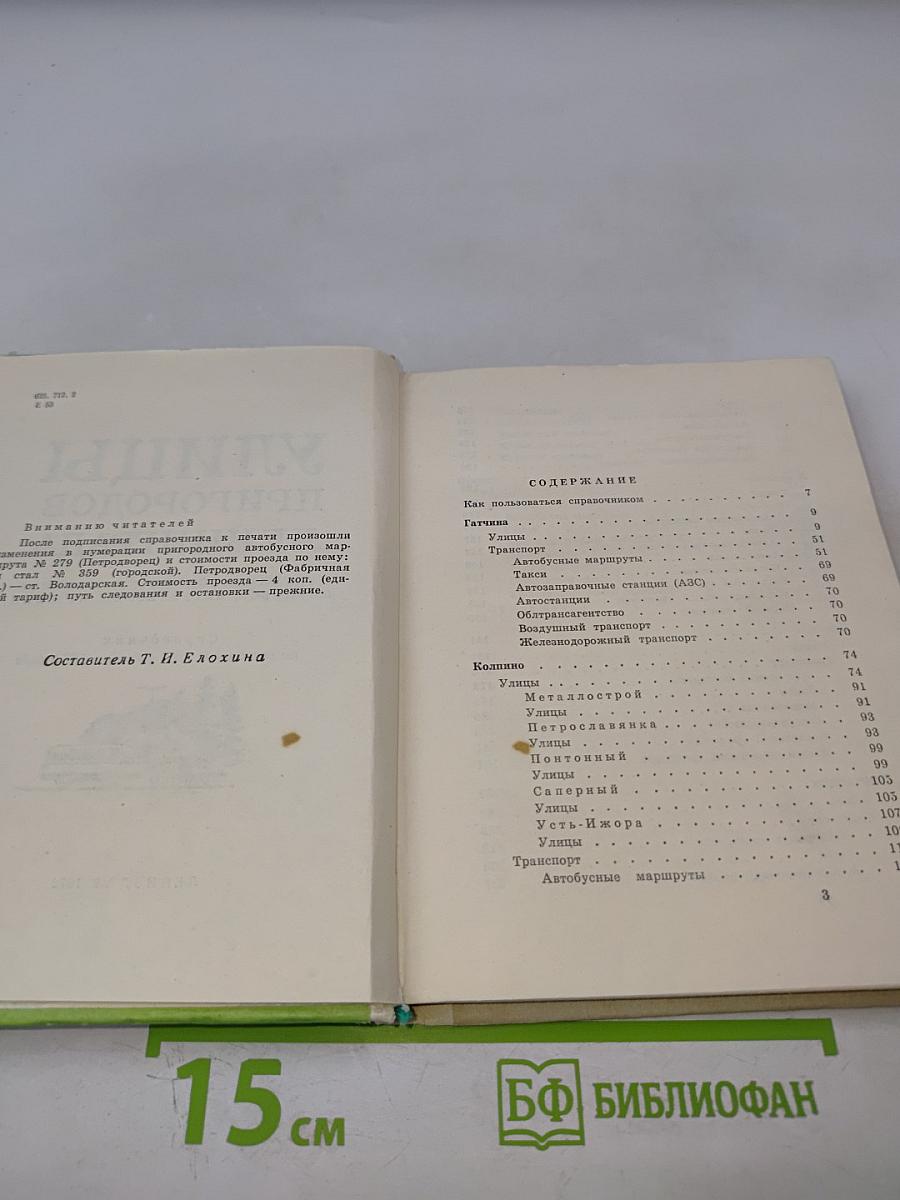 Вниманию читателей
После подписания справочника к печати произошли
изменения в нумерации пригородного автобусного мар-
шрута № 279 (Петродворец) и стоимости проезда по нему:
стал № 359 (городской). Петродворец (Фабричная
.) — ст. Володарская. Стоимость проезда — 4 коп. (еди-
й тариф); путь следования и остановки — прежние.
Составитель Т. И. Елохина
СОДЕРЖАНИЕ
Как пользоваться справочником . . . . . . . . . . 7
Гатчина . . . . . . . . . . . . . . . . . . . 9
Улицы . . . . . . . . . . . . . . . . . . . 9
Транспорт . . . . . . . . . . . . . . . . . 51
Автобусные маршруты . . . . . . . . . . . 51
Такси . . . . . . . . . . . . . . . . . . 69
Автозаправочные станции (АЗС) . . . . . . . 69
Автостанции . . . . . . . . . . . . . . . 70
Облтрансагентство . . . . . . . . . . . . 70
Воздушный транспорт . . . . . . . . . . . 70
Железнодорожный транспорт . . . . . . . . 70
Колпино . . . . . . . . . . . . . . . . . . 74
Улицы . . . . . . . . . . . . . . . . . . 74
Металлострой . . . . . . . . . . . . . . 91
Улицы . . . . . . . . . . . . . . . . . 91
Петрославянка . . . . . . . . . . . . . 93
Улицы . . . . . . . . . . . . . . . . . 93
Понтонный . . . . . . . . . . . . . . . 99
Улицы . . . . . . . . . . . . . . . . . 99
Саперный . . . . . . . . . . . . . . . 105
Улицы . . . . . . . . . . . . . . . . 105
Усть-Ижора . . . . . . . . . . . . . . 107
Улицы . . . . . . . . . . . . . . . . 10
Транспорт . . . . . . . . . . . . . . . 11
Автобусные маршруты . . . . . . . . . . 1
3
15 см
БФ БИБЛИОФАН